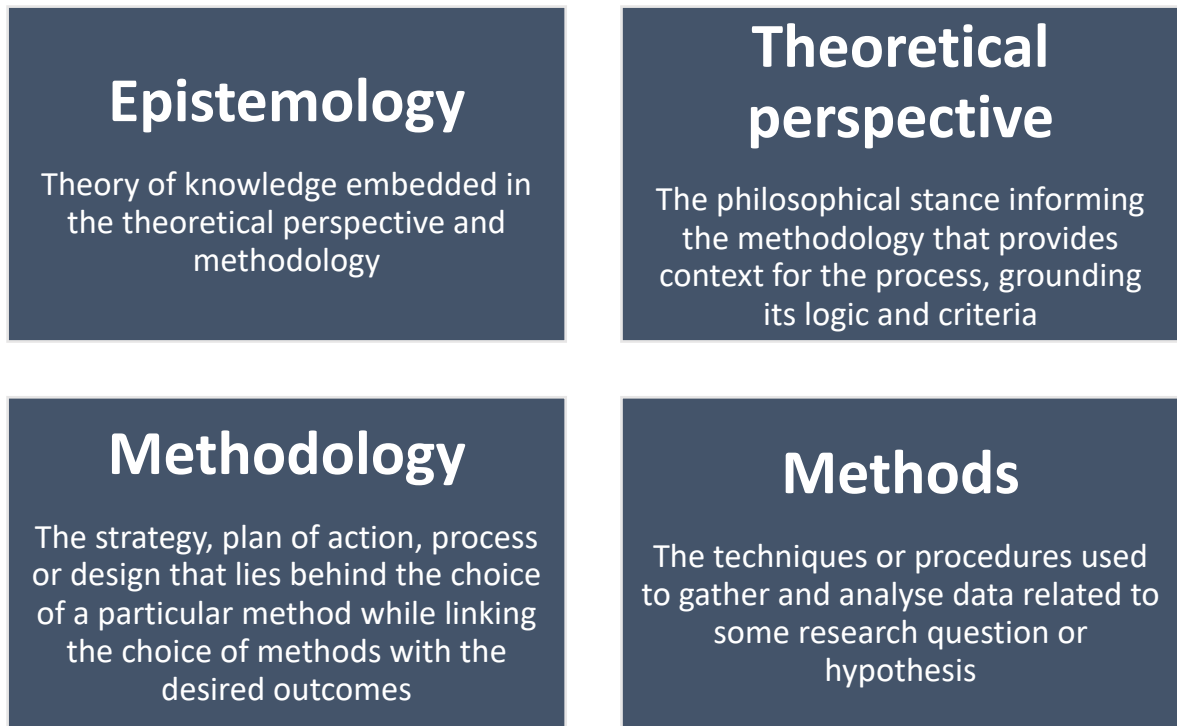 Epistemology
Theory of knowledge embedded in
the theoretical perspective and
methodology
Theoretical
perspective
The philosophical stance informing
the methodology that provides
context for the process, grounding
its logic and criteria
Methodology
The strategy, plan of action, process
or design that lies behind the choice
of a particular method while linking
the choice of methods with the
desired outcomes
Methods
The techniques or procedures used
to gather and analyse data related to
some research question or
hypothesis